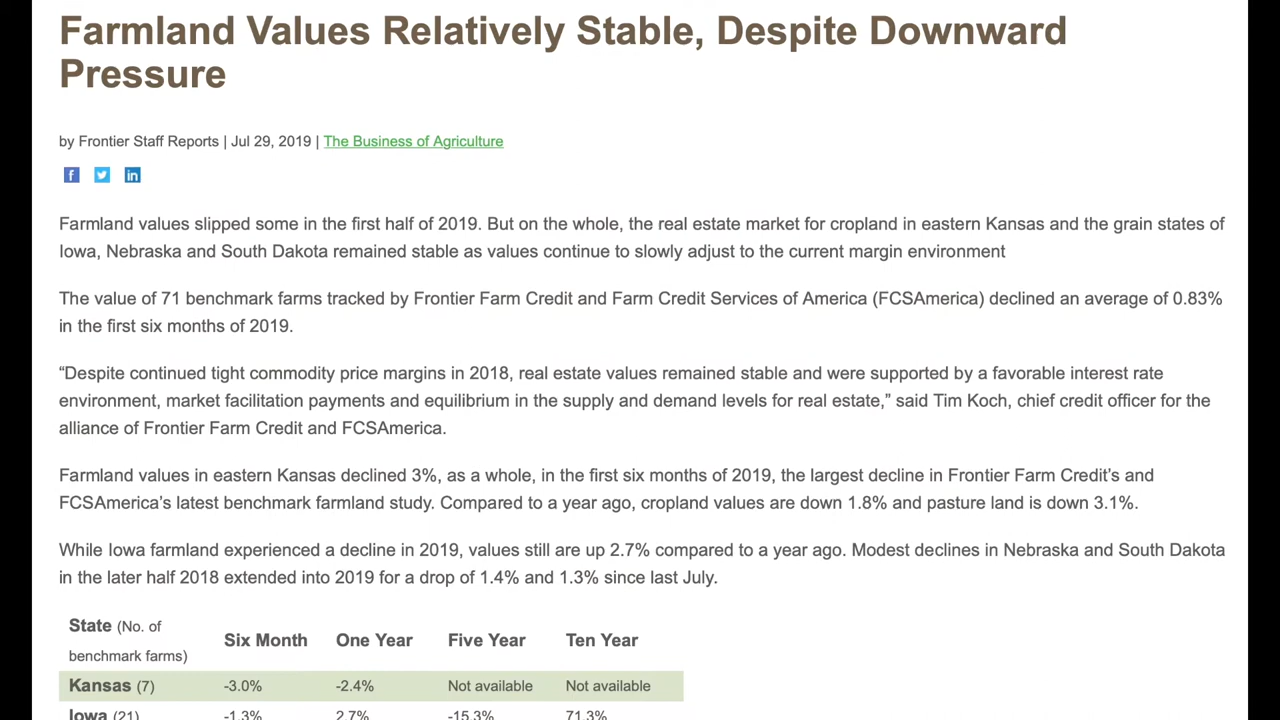 Farmland Values Relatively Stable, Despite Downward
Pressure
by Frontier Staff Reports | Jul 29, 2019 | The Business of Agriculture
f in
Farmland values slipped some in the first half of 2019. But on the whole, the real estate market for cropland in eastern Kansas and the grain states of
Iowa, Nebraska and South Dakota remained stable as values continue to slowly adjust to the current margin environment
The value of 71 benchmark farms tracked by Frontier Farm Credit and Farm Credit Services of America (FCSAmerica) declined an average of 0.83%
in the first six months of 2019.
“Despite continued tight commodity price margins in 2018, real estate values remained stable and were supported by a favorable interest rate
environment, market facilitation payments and equilibrium in the supply and demand levels for real estate,” said Tim Koch, chief credit officer for the
alliance of Frontier Farm Credit and FCSAmerica.
Farmland values in eastern Kansas declined 3%, as a whole, in the first six months of 2019, the largest decline in Frontier Farm Credit’s and
FCSAmerica’s latest benchmark farmland study. Compared to a year ago, cropland values are down 1.8% and pasture land is down 3.1%.
While Iowa farmland experienced a decline in 2019, values still are up 2.7% compared to a year ago. Modest declines in Nebraska and South Dakota
in the later half 2018 extended into 2019 for a drop of 1.4% and 1.3% since last July.
State (No. of
benchmark farms) Six Month One Year Five Year Ten Year
Kansas (7) -3.0% -2.4% Not available Not available
Iowa (21) -1.3% 2.7% -15.3% 71.3%